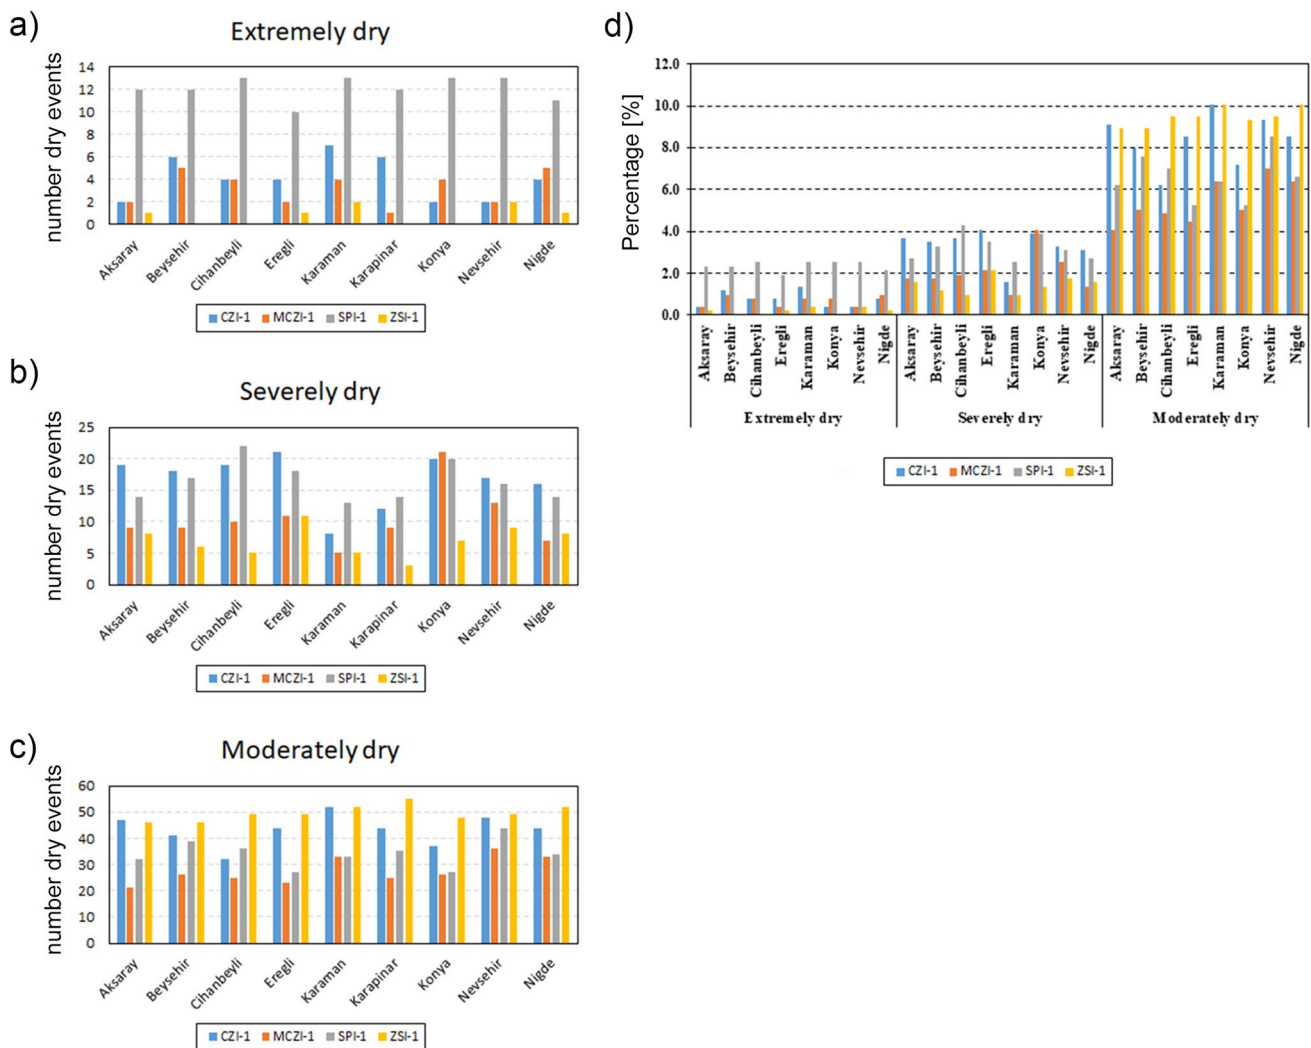 a)
Extremely dry
number dry events
14
12
10
8
6
4
2
0
Aksaray
Beysehir
Cihanbeyli
Eregli
Karaman
Karapinar
Konya
Nevsehir
Nigde
CZI-1 MCZI-1 SPI-1 ZSI-1
b)
Severely dry
number dry events
25
20
15
10
5
0
Aksaray
Beysehir
Cihanbeyli
Eregli
Karaman
Karapinar
Konya
Nevsehir
Nigde
CZI-1 MCZI-1 SPI-1 ZSI-1
c)
Moderately dry
number dry events
60
50
40
30
20
10
0
Aksaray
Beysehir
Cihanbeyli
Eregli
Karaman
Karapinar
Konya
Nevsehir
Nigde
CZI-1 MCZI-1 SPI-1 ZSI-1
d)
Percentage [%]
12.0
10.0
8.0
6.0
4.0
2.0
0.0
Aksaray
Beysehir
Cihanbeyli
Eregli
Karaman
Konya
Nevsehir
Nigde
Aksaray
Beysehir
Cihanbeyli
Eregli
Karaman
Konya
Nevsehir
Nigde
Aksaray
Beysehir
Cihanbeyli
Eregli
Karaman
Konya
Nevsehir
Nigde
Extremely dry Severely dry Moderately dry
CZI-1 MCZI-1 SPI-1 ZSI-1